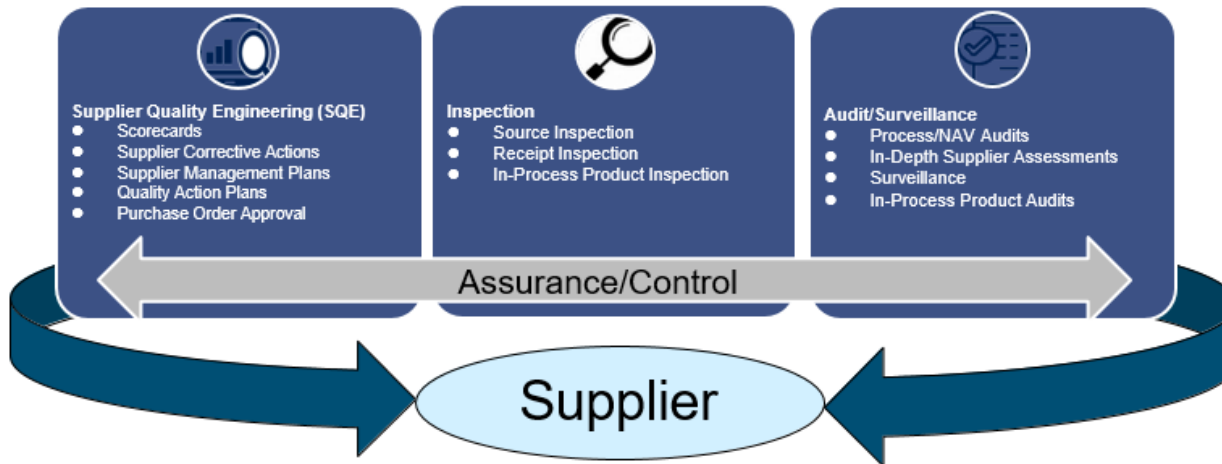 Supplier Quality Engineering (SQE)
● Scorecards
● Supplier Corrective Actions
● Supplier Management Plans
● Quality Action Plans
● Purchase Order Approval
Inspection
● Source Inspection
● Receipt Inspection
● In-Process Product Inspection
Audit/Surveillance
● Process/NAV Audits
● In-Depth Supplier Assessments
● Surveillance
● In-Process Product Audits
Assurance/Control
Supplier